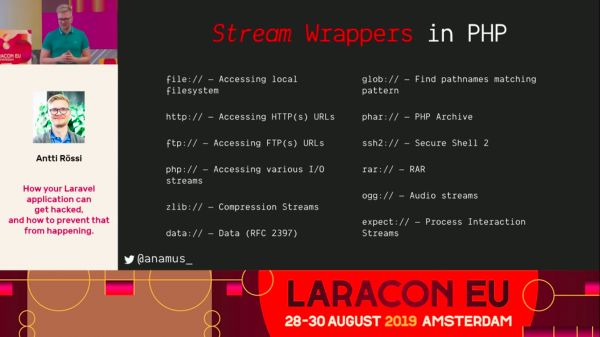 Stream Wrappers in PHP
file:// – Accessing local
filesystem
http:// – Accessing HTTP(s) URLs
ftp:// – Accessing FTP(s) URLs
php:// – Accessing various I/O
streams
zlib:// – Compression Streams
data:// – Data (RFC 2397)
glob:// – Find pathnames matching
pattern
phar:// – PHP Archive
ssh2:// – Secure Shell 2
rar:// – RAR
ogg:// – Audio streams
expect:// – Process Interaction
Streams
@anamus_
Antti Rössi
How your Laravel
application can
get hacked,
and how to prevent that
from happening.
LARACON EU
28-30 AUGUST 2019 AMSTERDAM